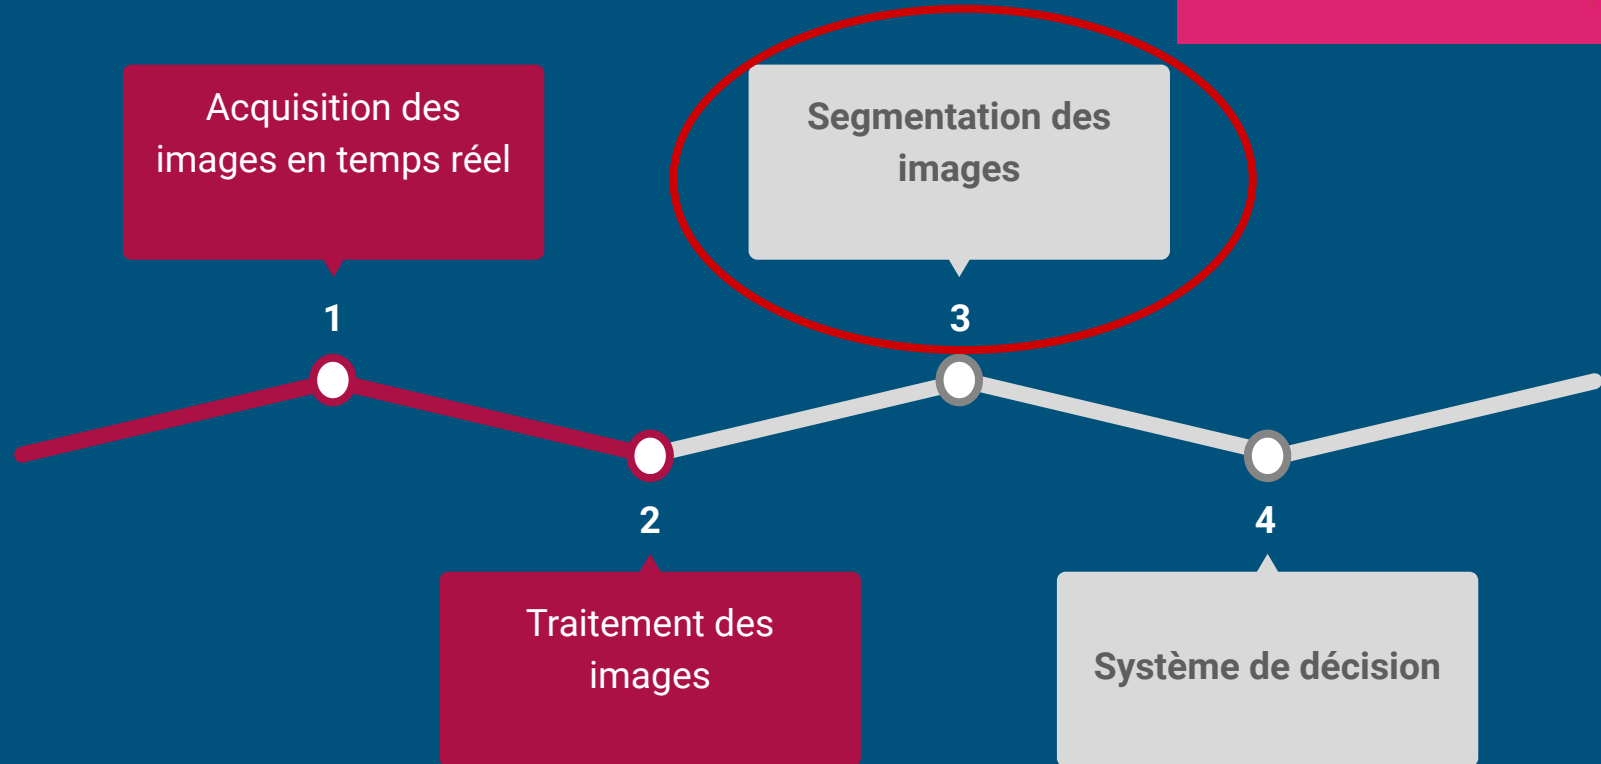 Acquisition des
images en temps réel
1
2
Traitement des
images
Segmentation des
images
3
4
Système de décision